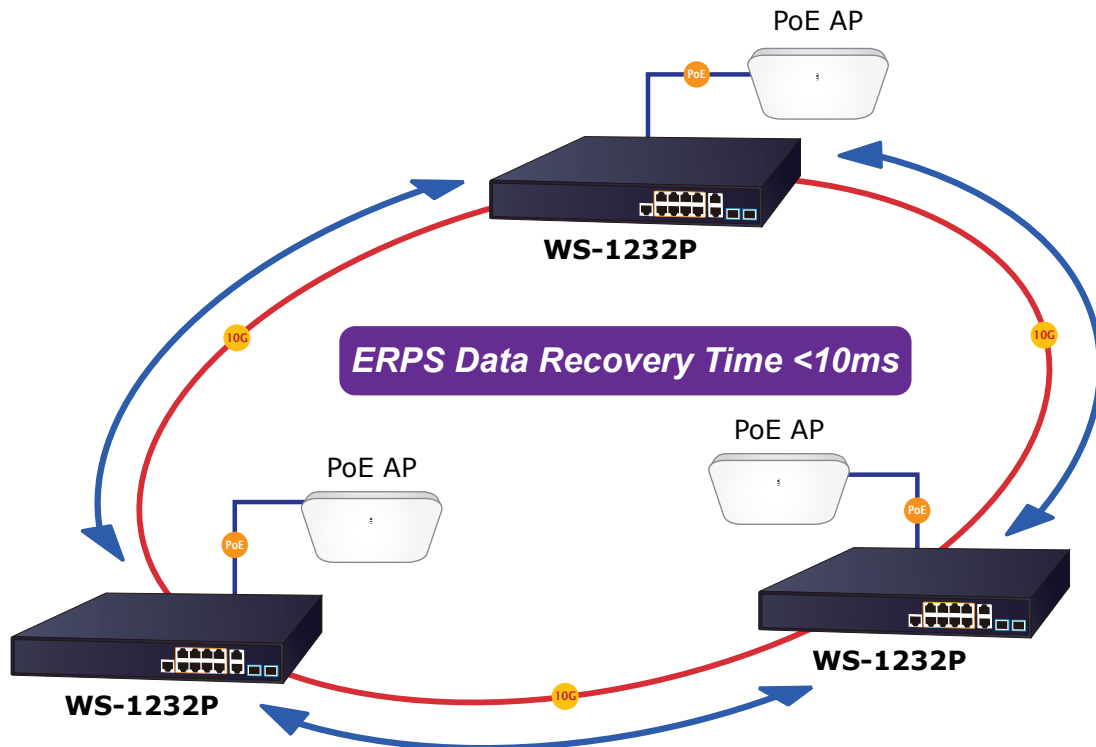 PoE AP
PoE
WS-1232P
10G
10G
ERPS Data Recovery Time <10ms
PoE AP
PoE AP
PoE
PoE
WS-1232P
WS-1232P
10G